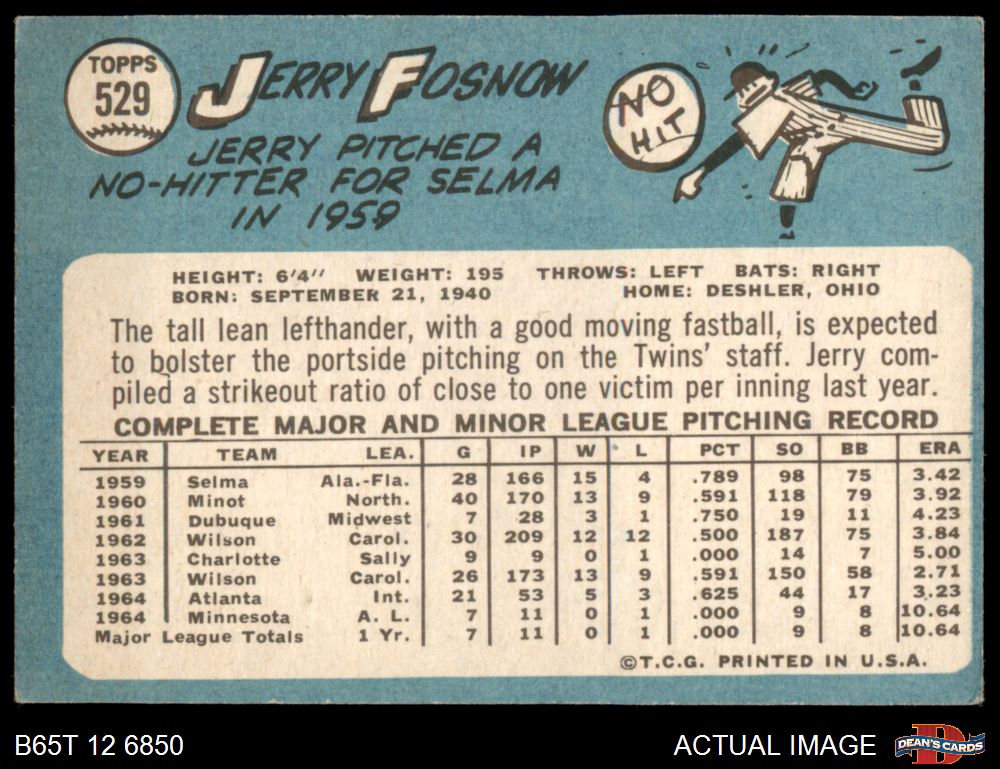 TOPPS
529
JERRY FOSNOW
JERRY PITCHED A
NO-HITTER FOR SELMA
IN 1959
NO
HIT
HEIGHT: 6'4" WEIGHT: 195 THROWS: LEFT BATS: RIGHT
BORN: SEPTEMBER 21, 1940 HOME: DESHLER, OHIO
The tall lean lefthander, with a good moving fastball, is expected
to bolster the portside pitching on the Twins' staff. Jerry com-
piled a strikeout ratio of close to one victim per inning last year.
COMPLETE MAJOR AND MINOR LEAGUE PITCHING RECORD
YEAR TEAM LEA. G IP W L PCT SO BB ERA
1959 Selma Ala.-Fla. 28 166 15 4 .789 98 75 3.42
1960 Minot North. 40 170 13 9 .591 118 79 3.92
1961 Dubuque Midwest 7 28 3 1 .750 19 11 4.23
1962 Wilson Carol. 30 209 12 12 .500 187 75 3.84
1963 Charlotte Sally 9 9 0 1 .000 14 7 5.00
1963 Wilson Carol. 26 173 13 9 .591 150 58 2.71
1964 Atlanta Int. 21 53 5 3 .625 44 17 3.23
1964 Minnesota A. L. 7 11 0 1 .000 9 8 10.64
Major League Totals 1 Yr. 7 11 0 1 .000 9 8 10.64
©T.C.G. PRINTED IN U.S.A.
B65T 12 6850 ACTUAL IMAGE DEAN'S CARDS